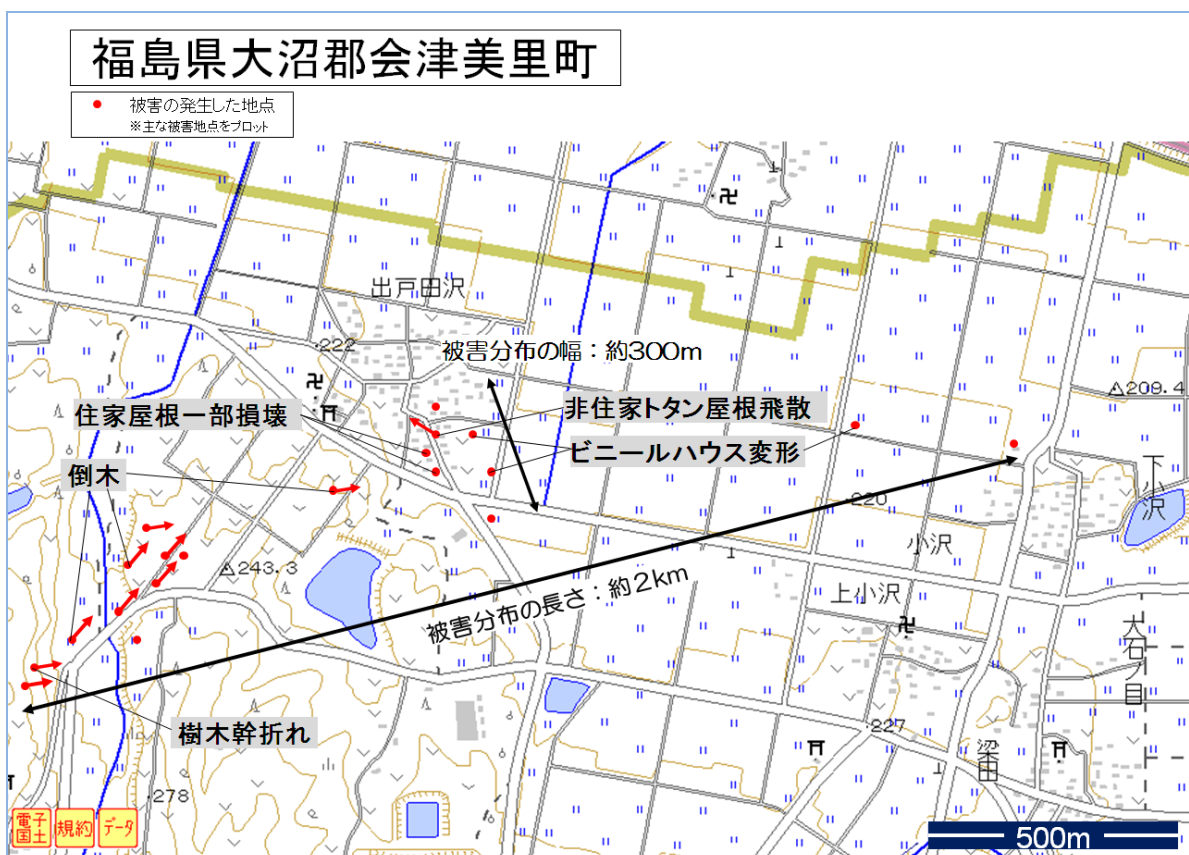 福島県大沼郡会津美里町
被害の発生した地点
※主な被害地点をプロット
出戸田沢
222
被害分布の幅：約300m
209.4
住家屋根一部損壊
非住家トタン屋根飛散
ビニールハウス変形
倒木
下小沢
220
小沢
243.3
上小沢
被害分布の長さ：約2km
大石ノ目
樹木幹折れ
227
梁田
278
電子国土
規約
データ
500m